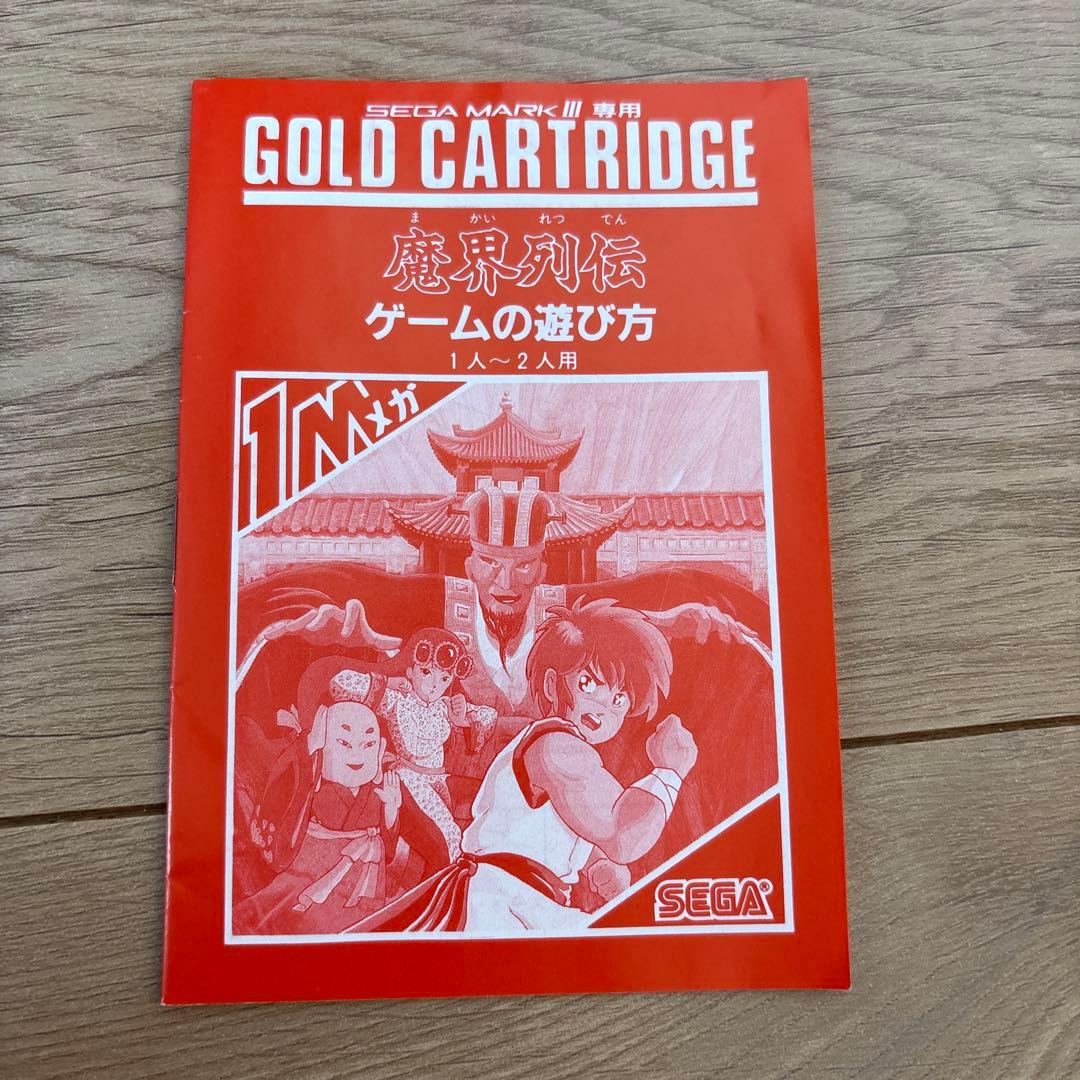 SEGA MARK III 専用
GOLD CARTRIDGE
ま かい れつ でん
魔界列伝
ゲームの遊び方
1人～2人用
1Mメガ
SEGA®